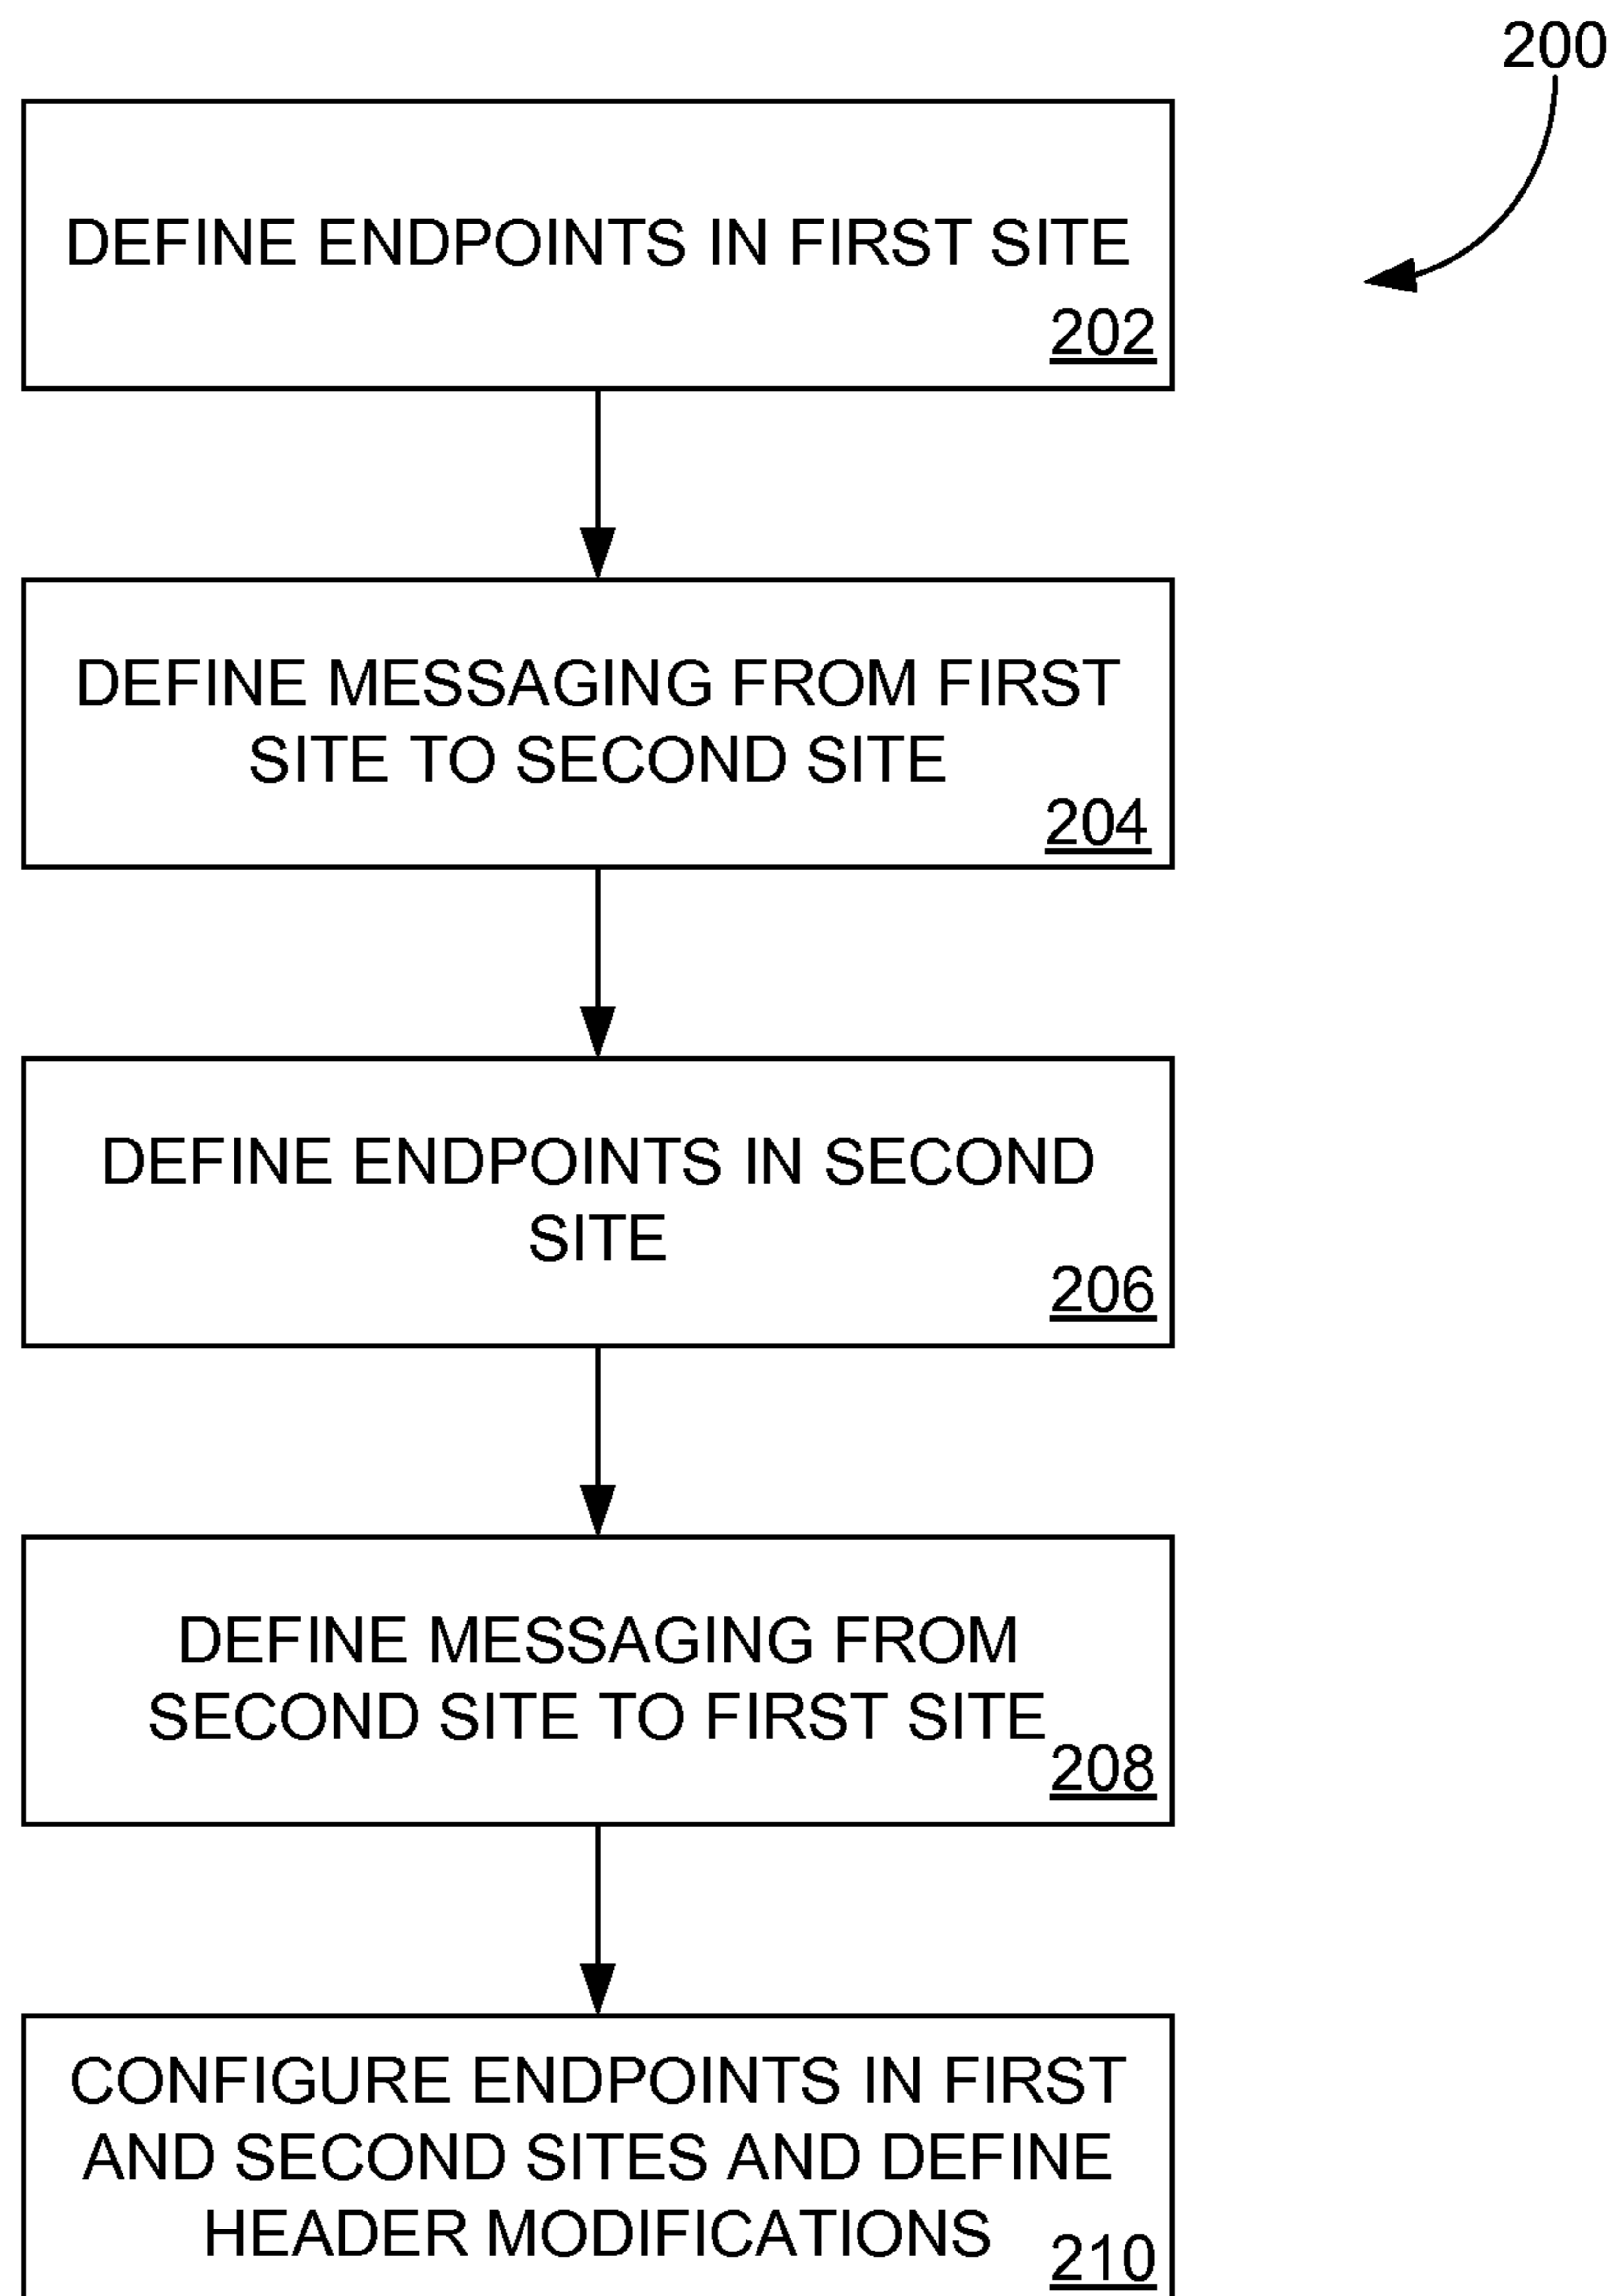 200
DEFINE ENDPOINTS IN FIRST SITE
202
DEFINE MESSAGING FROM FIRST
SITE TO SECOND SITE
204
DEFINE ENDPOINTS IN SECOND
SITE
206
DEFINE MESSAGING FROM
SECOND SITE TO FIRST SITE
208
CONFIGURE ENDPOINTS IN FIRST
AND SECOND SITES AND DEFINE
HEADER MODIFICATIONS
210